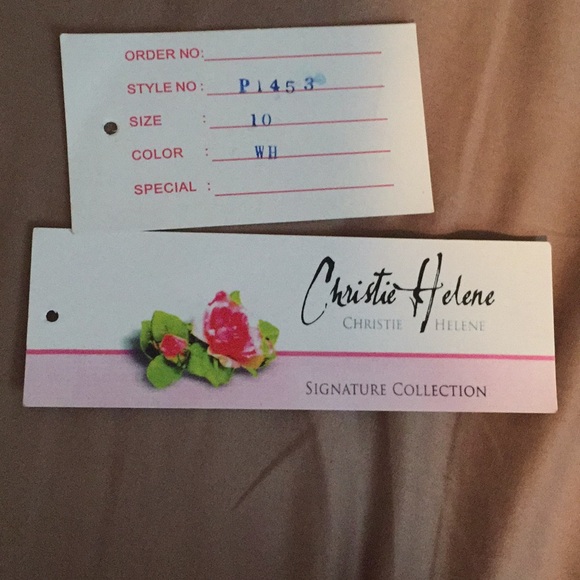 ORDER NO:
STYLE NO : P1453
SIZE : 10
COLOR : WH
SPECIAL :
Christie Helene
CHRISTIE HELENE
SIGNATURE COLLECTION